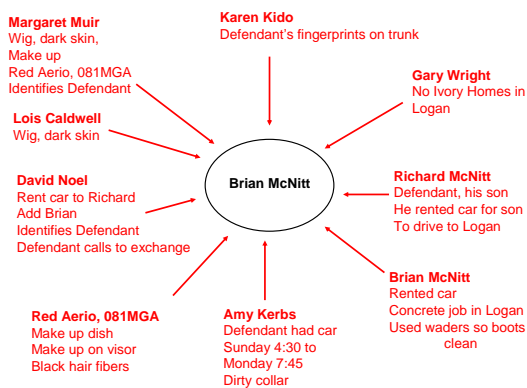 Margaret Muir
Wig, dark skin,
Make up
Red Aerio, 081MGA
Identifies Defendant
Karen Kido
Defendant's fingerprints on trunk
Gary Wright
No Ivory Homes in
Logan
Lois Caldwell
Wig, dark skin
David Noel
Rent car to Richard
Add Brian
Identifies Defendant
Defendant calls to exchange
Brian McNitt
Richard McNitt
Defendant, his son
He rented car for son
To drive to Logan
Red Aerio, 081MGA
Make up dish
Make up on visor
Black hair fibers
Amy Kerbs
Defendant had car
Sunday 4:30 to
Monday 7:45
Dirty collar
Brian McNitt
Rented car
Concrete job in Logan
Used waders so boots
clean